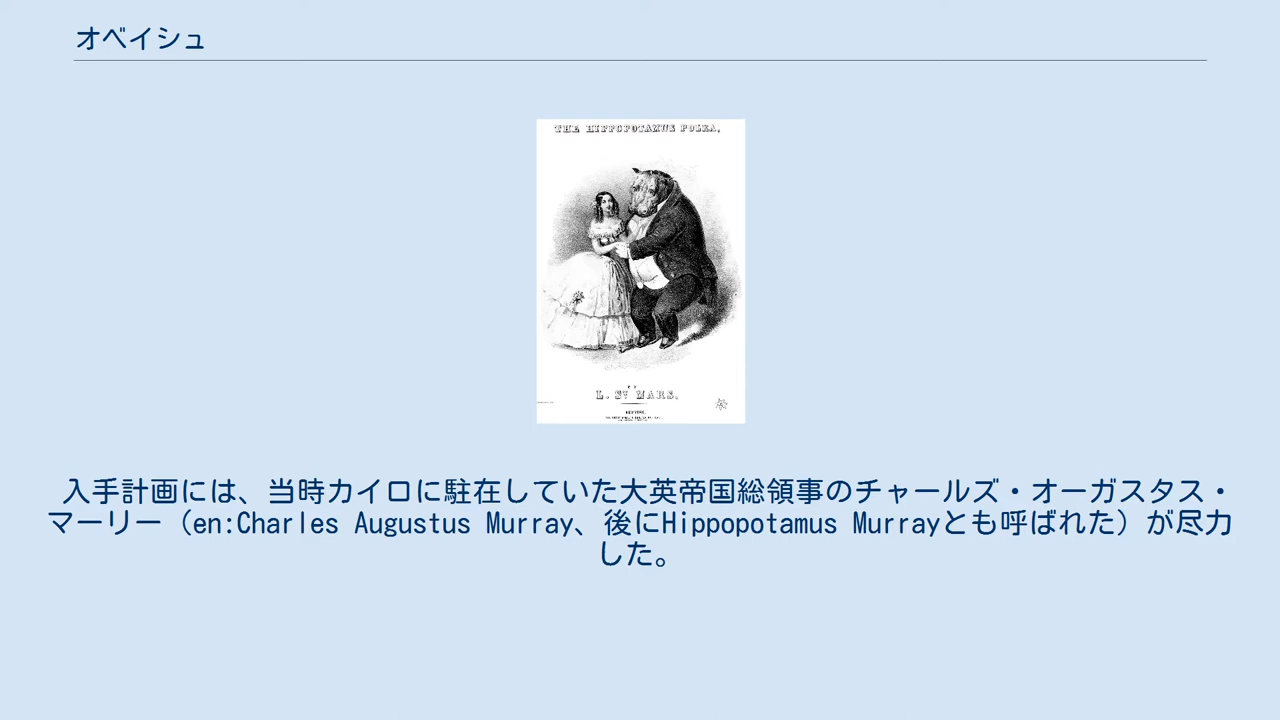 オベイシュ
THE HIPPOPOTAMUS POLKA,
BY
L. ST MARS.
NEW YORK.
入手計画には、当時カイロに駐在していた大英帝国総領事のチャールズ・オーガスタス・
マーリー（en:Charles Augustus Murray、後にHippopotamus Murrayとも呼ばれた）が尽力
した。